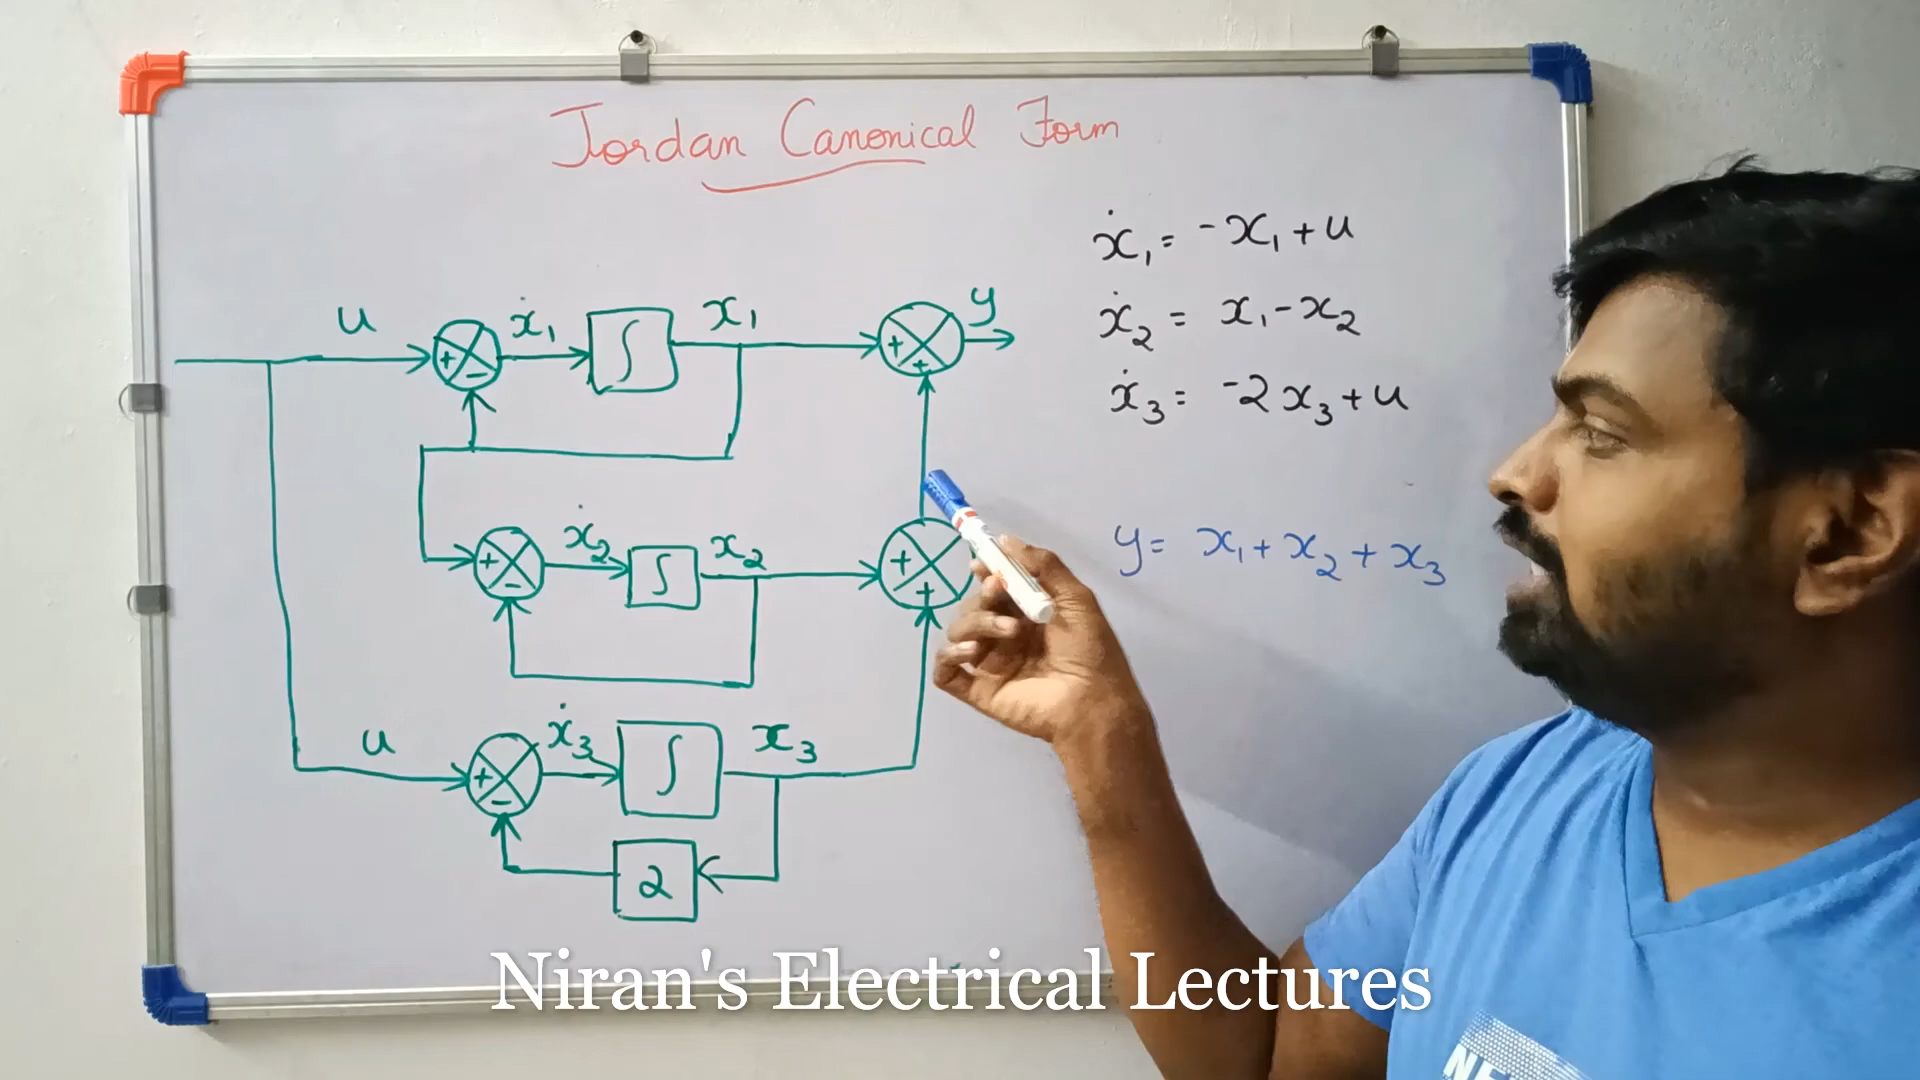 Jordan Canonical Form
ẋ₁ = -x₁ + u
ẋ₂ = x₁ - x₂
ẋ₃ = -2x₃ + u
y = x₁ + x₂ + x₃
u + - ẋ₁ ∫ x₁ + + y
+ - ẋ₂ ∫ x₂ + +
u + - ẋ₃ ∫ x₃
2
Niran's Electrical Lectures